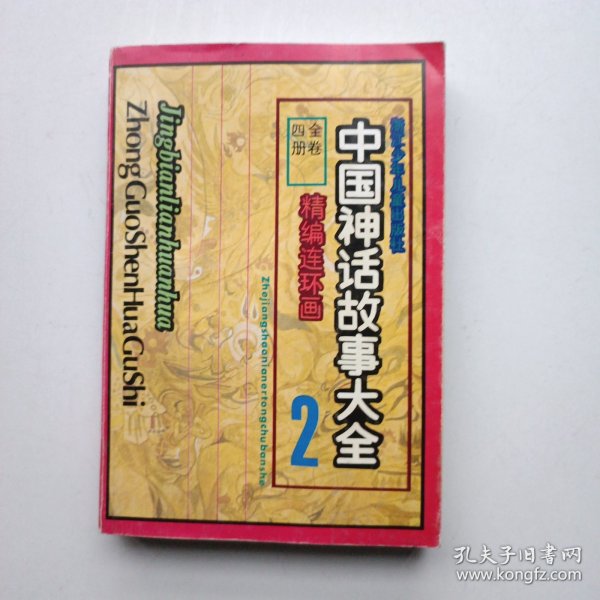 浙江少年儿童出版社
中国神话故事大全
全卷
四册
精编连环画
2
Zhejiangshaonianertongchubanshe
Jingbianlianhuanhua
ZhongGuoShenHuaGuShi
孔夫子旧书网
www.kongfz.com